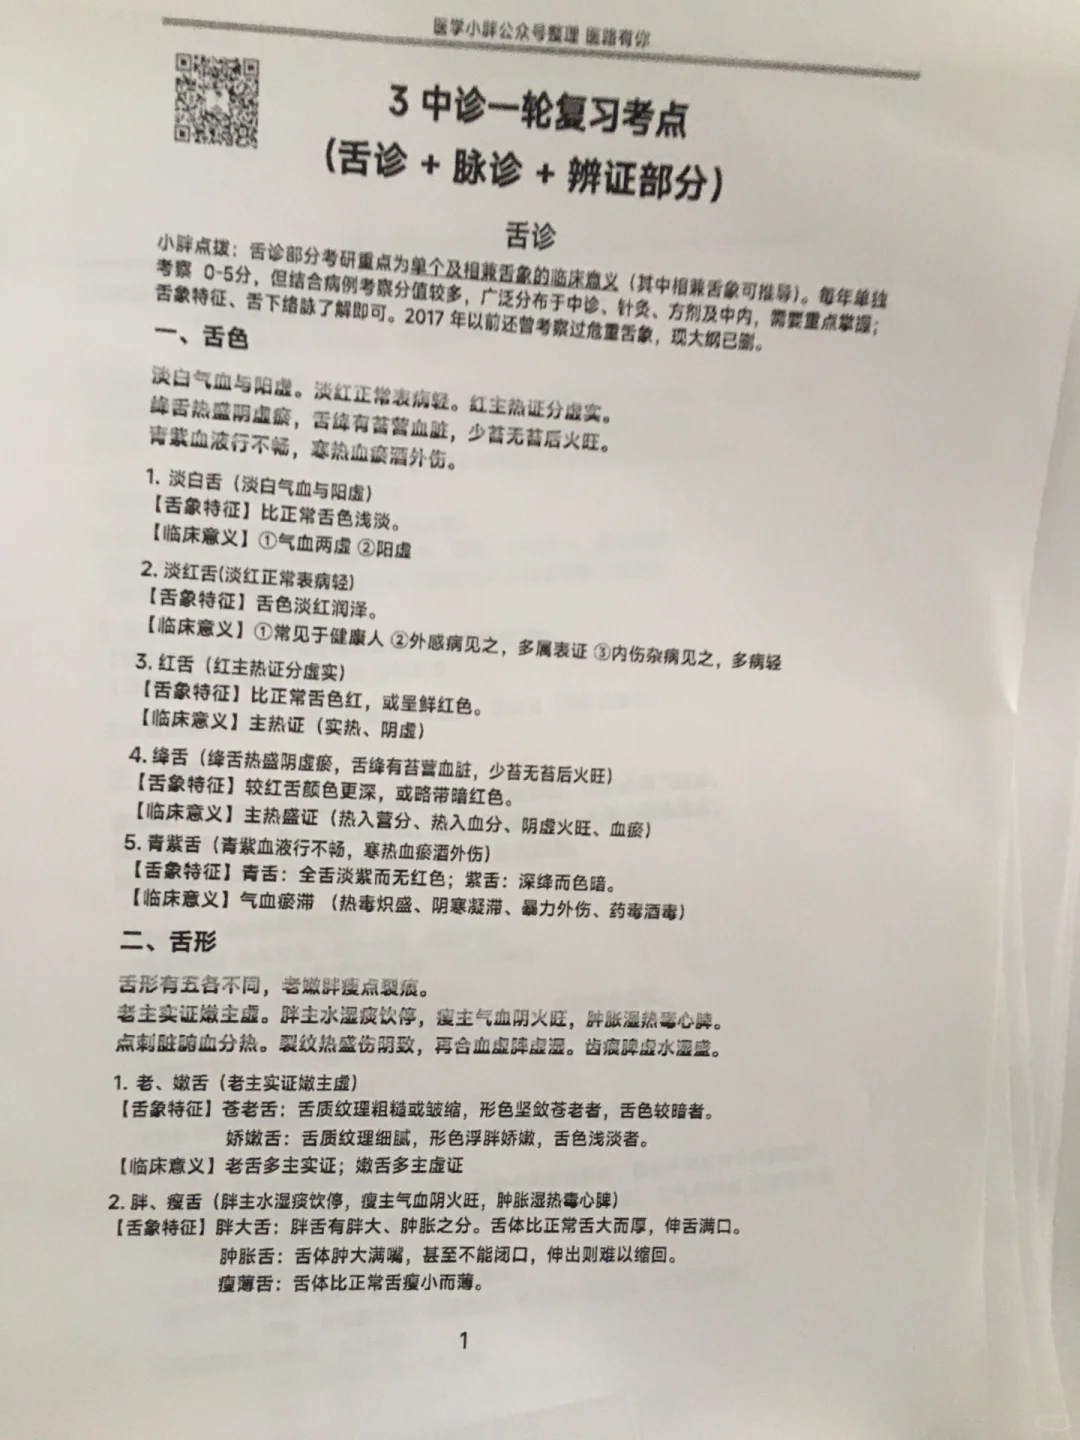 医学小胖公众号整理 医路有你
3 中诊一轮复习考点
（舌诊 + 脉诊 + 辨证部分）
舌诊
小胖点拨：舌诊部分考研重点为单个及相兼舌象的临床意义（其中相兼舌象可推导）。每年单独
考察 0-5分，但结合病例考察分值较多，广泛分布于中诊、针灸、方剂及中内，需要重点掌握；
舌象特征、舌下络脉了解即可。2017 年以前还曾考察过危重舌象，现大纲已删。
一、舌色
淡白气血与阳虚。淡红正常表病轻。红主热证分虚实。
绛舌热盛阴虚瘀，舌绛有苔营血脏，少苔无苔后火旺。
青紫血液行不畅，寒热血瘀酒外伤。
1. 淡白舌（淡白气血与阳虚）
【舌象特征】比正常舌色浅淡。
【临床意义】①气血两虚 ②阳虚
2. 淡红舌(淡红正常表病轻)
【舌象特征】舌色淡红润泽。
【临床意义】①常见于健康人 ②外感病见之，多属表证 ③内伤杂病见之，多病轻
3. 红舌（红主热证分虚实）
【舌象特征】比正常舌色红，或呈鲜红色。
【临床意义】主热证（实热、阴虚）
4. 绛舌（绛舌热盛阴虚瘀，舌绛有苔营血脏，少苔无苔后火旺）
【舌象特征】较红舌颜色更深，或略带暗红色。
【临床意义】主热盛证（热入营分、热入血分、阴虚火旺、血瘀）
5. 青紫舌（青紫血液行不畅，寒热血瘀酒外伤）
【舌象特征】青舌：全舌淡紫而无红色；紫舌：深绛而色暗。
【临床意义】气血瘀滞 （热毒炽盛、阴寒凝滞、暴力外伤、药毒酒毒）
二、舌形
舌形有五各不同，老嫩胖瘦点裂痕。
老主实证嫩主虚。胖主水湿痰饮停，瘦主气血阴火旺，肿胀湿热毒心脾。
点刺脏腑血分热。裂纹热盛伤阴致，再合血虚脾虚湿。齿痕脾虚水湿盛。
1. 老、嫩舌（老主实证嫩主虚）
【舌象特征】苍老舌：舌质纹理粗糙或皱缩，形色坚敛苍老者，舌色较暗者。
娇嫩舌：舌质纹理细腻，形色浮胖娇嫩，舌色浅淡者。
【临床意义】老舌多主实证；嫩舌多主虚证
2. 胖、瘦舌（胖主水湿痰饮停，瘦主气血阴火旺，肿胀湿热毒心脾）
【舌象特征】胖大舌：胖舌有胖大、肿胀之分。舌体比正常舌大而厚，伸舌满口。
肿胀舌：舌体肿大满嘴，甚至不能闭口，伸出则难以缩回。
瘦薄舌：舌体比正常舌瘦小而薄。
1